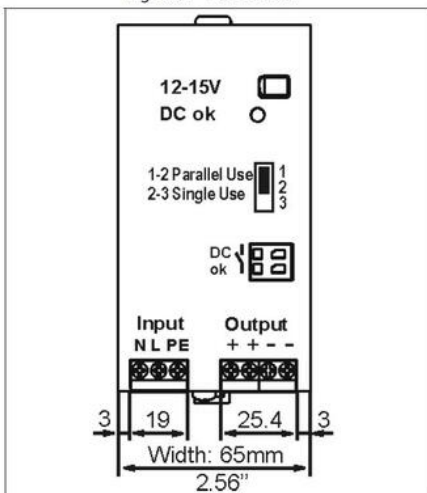 12-15V
DC ok
1-2 Parallel Use
2-3 Single Use
1
2
3
DC
ok
Input
N L PE
Output
+ + - -
3
19
25.4
3
Width: 65mm
2.56"